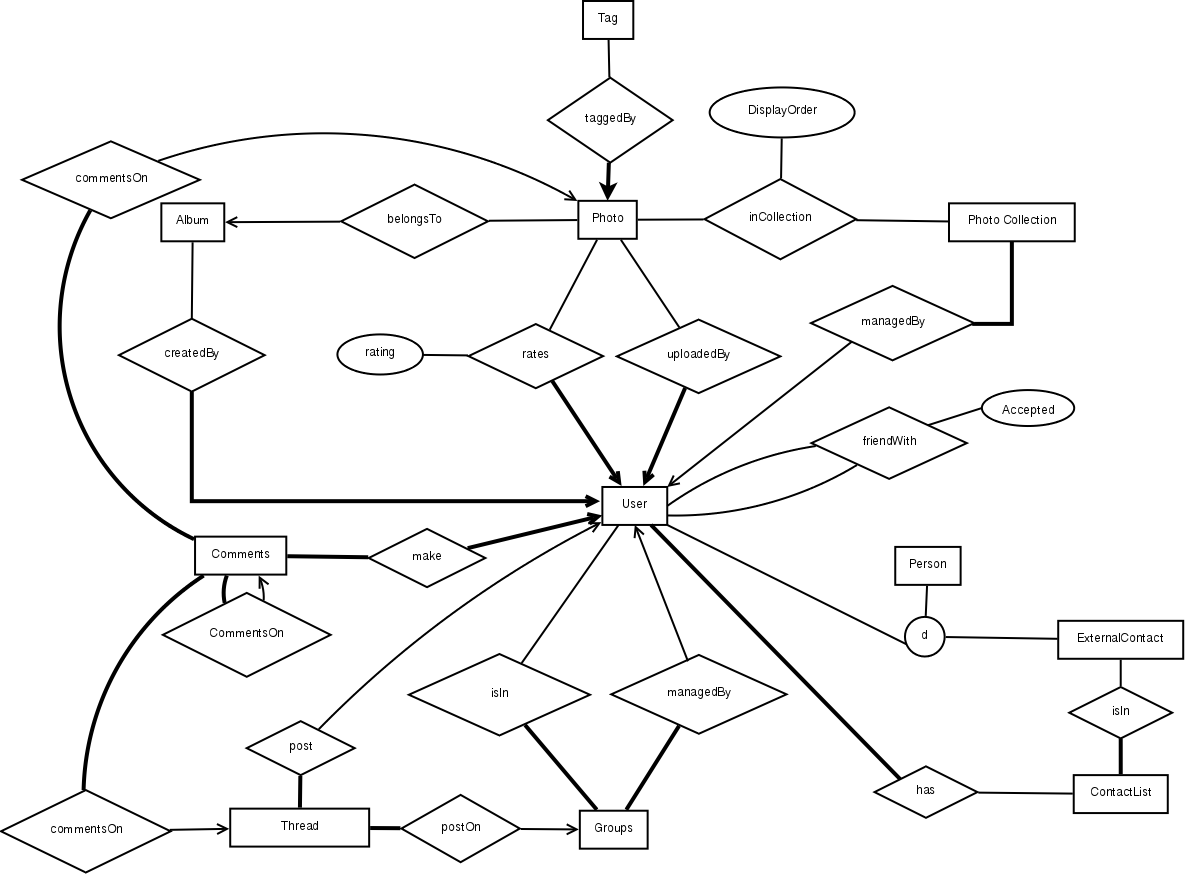 Tag
DisplayOrder
taggedBy
commentsOn
Album
belongsTo
Photo
inCollection
Photo Collection
managedBy
createdBy
rating
rates
uploadedBy
Accepted
friendWith
User
Comments
make
Person
CommentsOn
d
ExternalContact
isIn
managedBy
isIn
post
has
ContactList
commentsOn
Thread
postOn
Groups